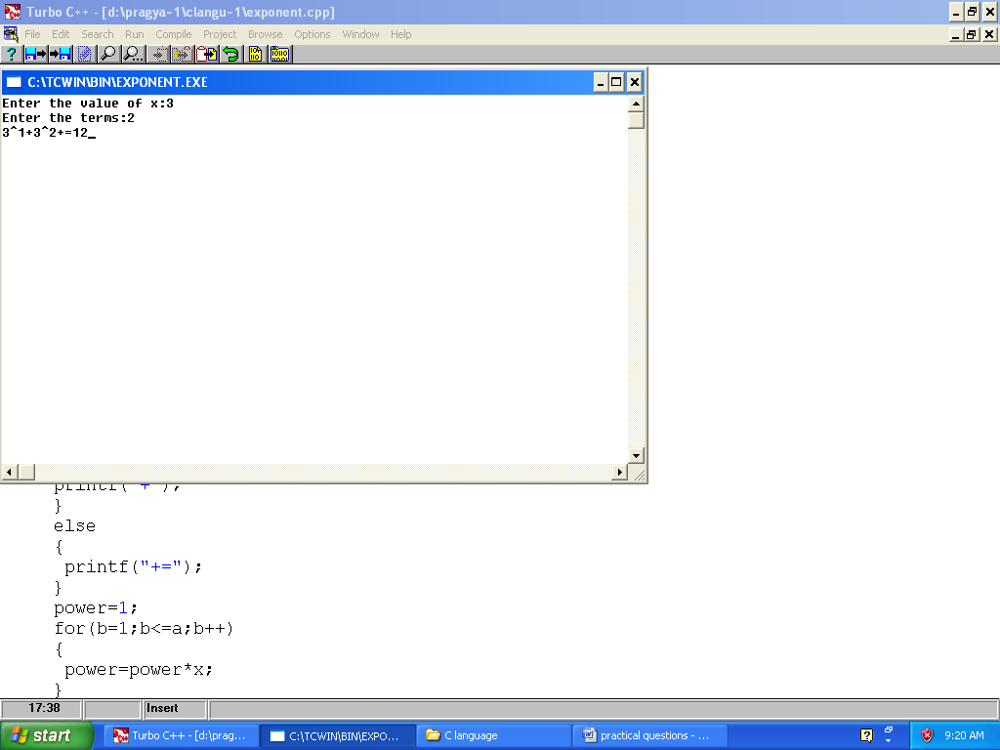 Turbo C++ - [d:\pragya-1\clangu-1\exponent.cpp]
File Edit Search Run Compile Project Browse Options Window Help
C:\TCWIN\BIN\EXPONENT.EXE
Enter the value of x:3
Enter the terms:2
3^1+3^2+=12_
printf("+");
}
else
{
printf("+=");
}
power=1;
for(b=1;b<=a;b++)
{
power=power*x;
}
17:38 Insert
start Turbo C++ - [d:\prag... C:\TCWIN\BIN\EXPO... C language practical questions - ... 9:20 AM